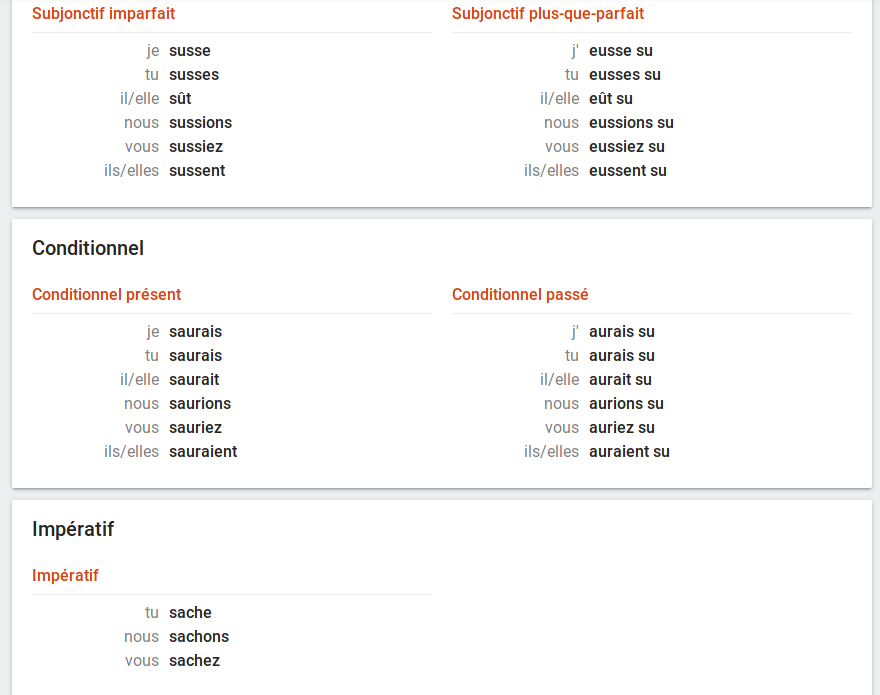 Subjonctif imparfait
je susse
tu susses
il/elle sût
nous sussions
vous sussiez
ils/elles sussent
Subjonctif plus-que-parfait
j' eusse su
tu eusses su
il/elle eût su
nous eussions su
vous eussiez su
ils/elles eussent su
Conditionnel
Conditionnel présent
je saurais
tu saurais
il/elle saurait
nous saurions
vous sauriez
ils/elles sauraient
Conditionnel passé
j' aurais su
tu aurais su
il/elle aurait su
nous aurions su
vous auriez su
ils/elles auraient su
Impératif
Impératif
tu sache
nous sachons
vous sachez